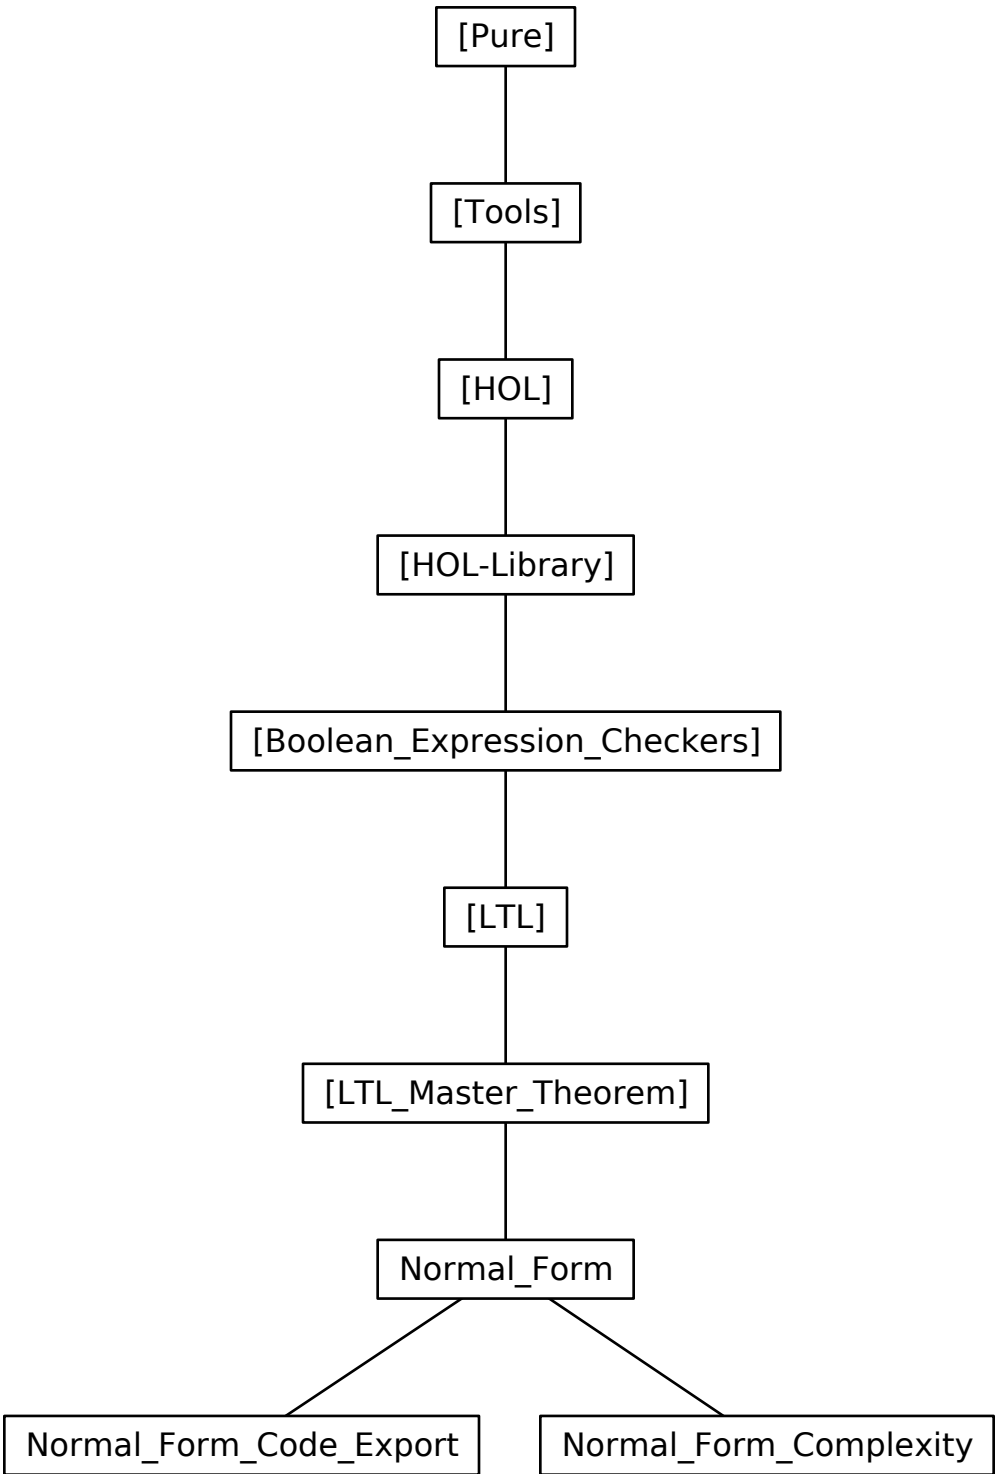 [Pure]
[Tools]
[HOL]
[HOL-Library]
[Boolean_Expression_Checkers]
[LTL]
[LTL_Master_Theorem]
Normal_Form
Normal_Form_Code_Export
Normal_Form_Complexity